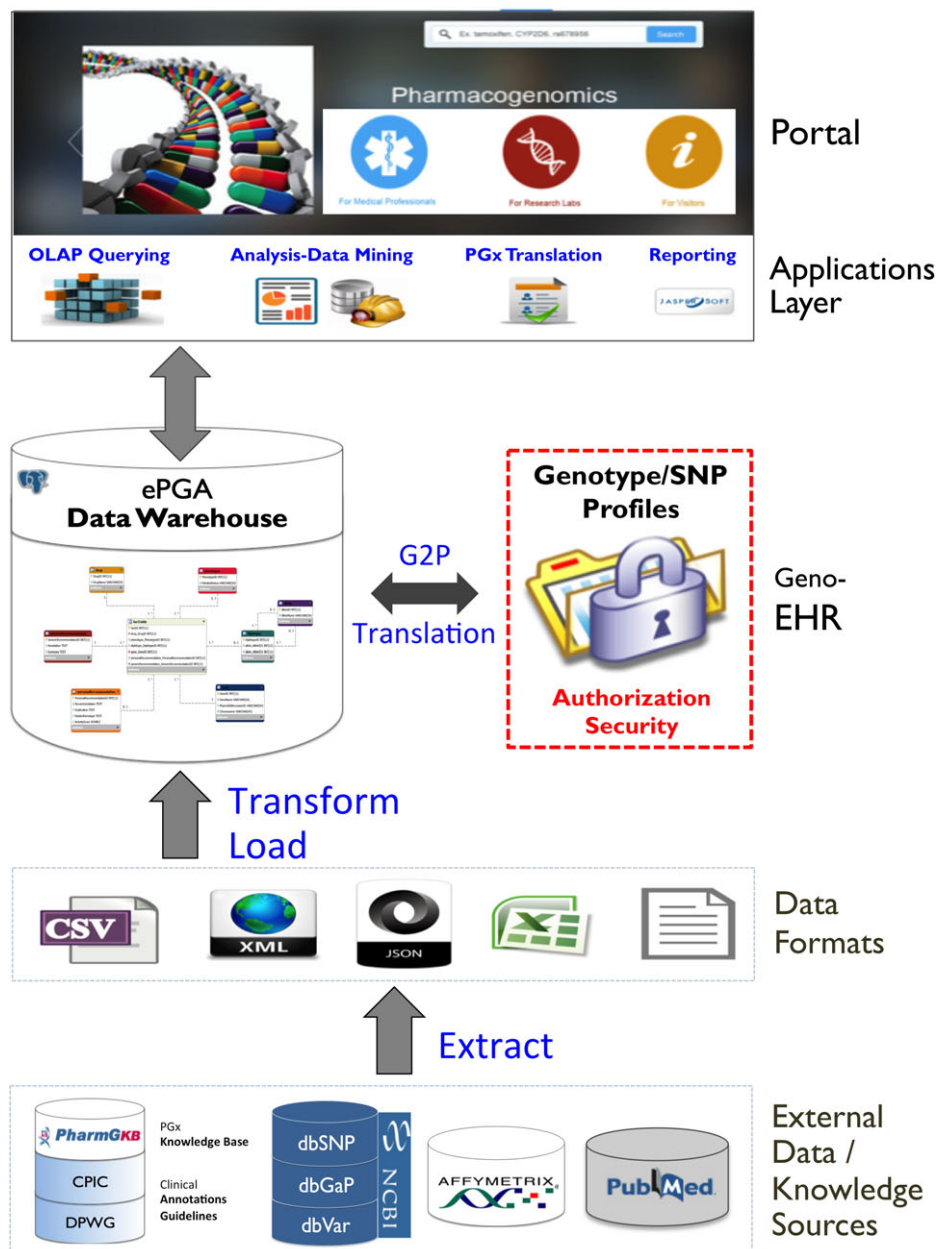 Ex. tamoxifen, CYP2D6, rs678956
Search
Pharmacogenomics
For Medical Professionals
For Research Labs
For Visitors
Portal
OLAP Querying
Analysis-Data Mining
PGx Translation
Reporting
JASPERSOFT
Applications
Layer
ePGA
Data Warehouse
Genotype/SNP
Profiles
Authorization
Security
G2P
Translation
Geno-
EHR
Transform
Load
CSV
XML
JSON
Data
Formats
Extract
PharmGKB
CPIC
DPWG
PGx
Knowledge Base
Clinical
Annotations
Guidelines
dbSNP
dbGaP
dbVar
NCBI
AFFYMETRIX
PubMed
External
Data /
Knowledge
Sources